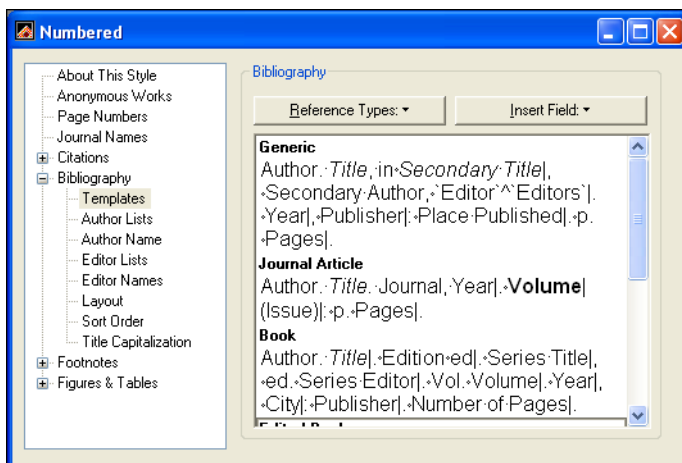 Numbered
About This Style
Anonymous Works
Page Numbers
Journal Names
Citations
Bibliography
Templates
Author Lists
Author Name
Editor Lists
Editor Names
Layout
Sort Order
Title Capitalization
Footnotes
Figures & Tables
Bibliography
Reference Types:
Insert Field:
Generic
Author.·Title,·in⋄Secondary·Title|,
⋄Secondary·Author,⋄`Editor`^`Editors`|.
⋄Year|,⋄Publisher|:⋄Place·Published|.⋄p.
⋄Pages|.
Journal Article
Author.·Title.·Journal,·Year|.⋄Volume|
(Issue)|:⋄p.⋄Pages|.
Book
Author.·Title|.⋄Edition⋄ed|.⋄Series·Title|,
⋄ed.⋄Series·Editor|.⋄Vol.⋄Volume|.⋄Year|,
⋄City|:⋄Publisher|.⋄Number·of·Pages|.